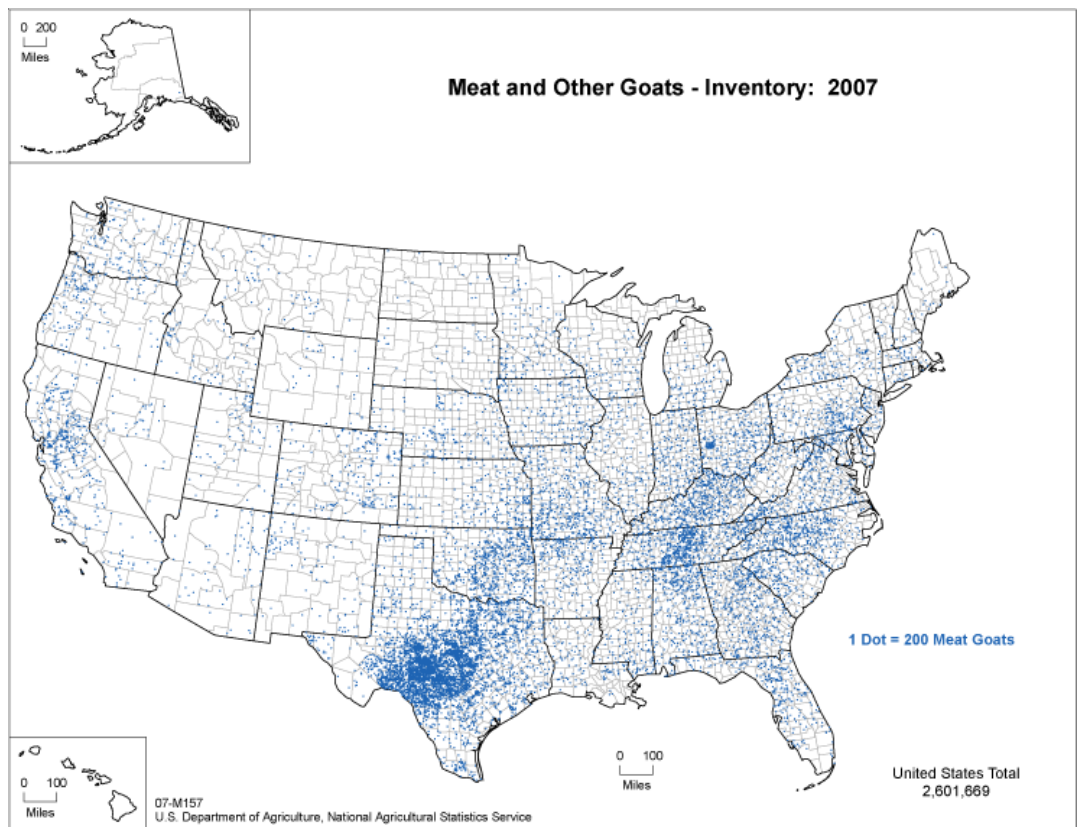 0 200
Miles
Meat and Other Goats - Inventory: 2007
1 Dot = 200 Meat Goats
0 100
Miles
0 100
Miles
United States Total
2,601,669
07-M157
U.S. Department of Agriculture, National Agricultural Statistics Service